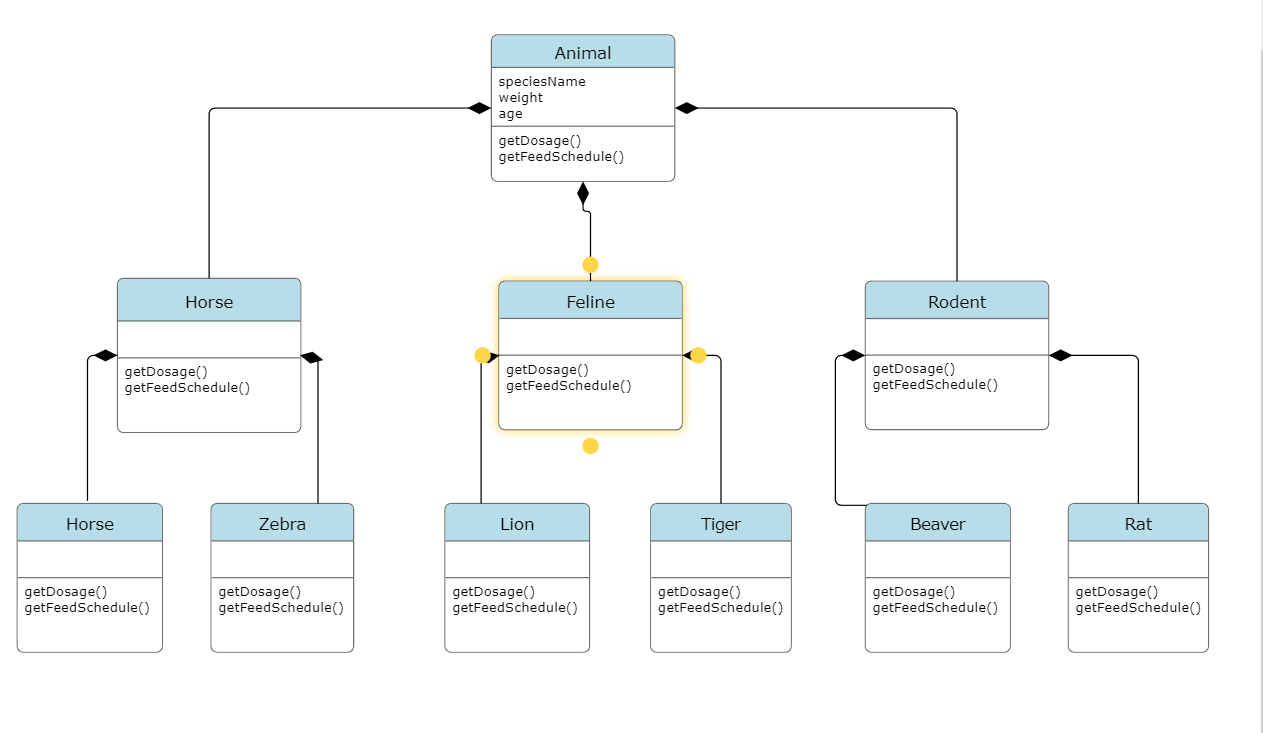 Animal
speciesName
weight
age
getDosage()
getFeedSchedule()
Horse
getDosage()
getFeedSchedule()
Feline
getDosage()
getFeedSchedule()
Rodent
getDosage()
getFeedSchedule()
Horse
getDosage()
getFeedSchedule()
Zebra
getDosage()
getFeedSchedule()
Lion
getDosage()
getFeedSchedule()
Tiger
getDosage()
getFeedSchedule()
Beaver
getDosage()
getFeedSchedule()
Rat
getDosage()
getFeedSchedule()